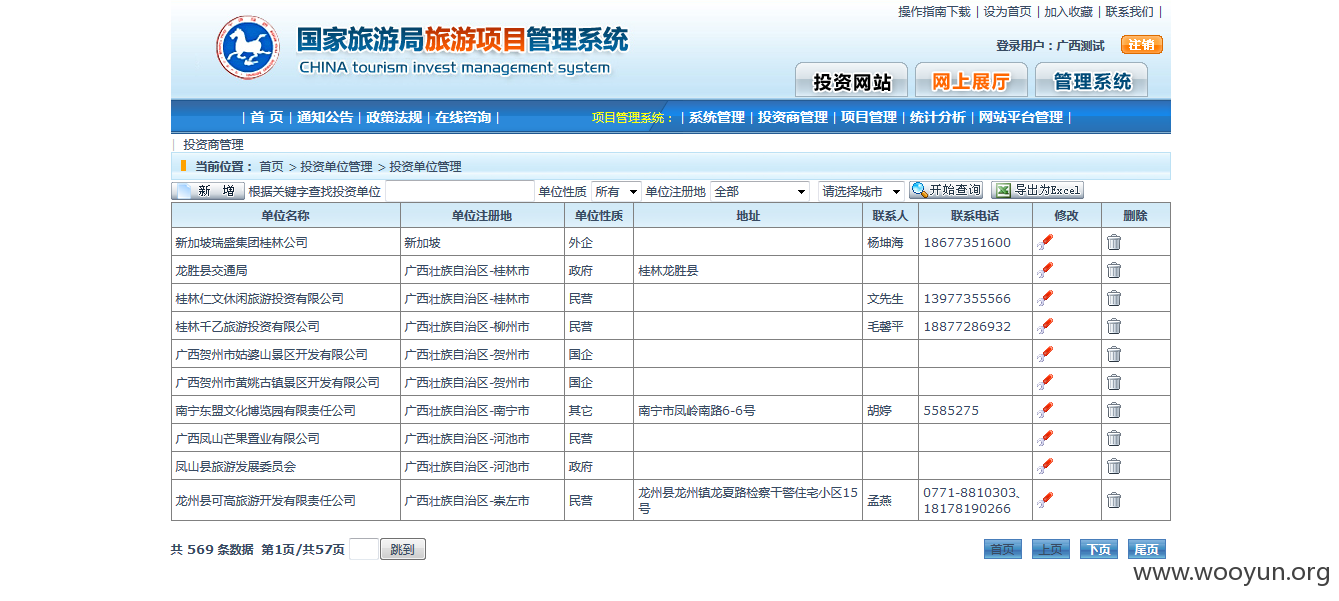 操作指南下载 | 设为首页 | 加入收藏 | 联系我们 |
国家旅游局旅游项目管理系统
CHINA tourism invest management system
登录用户：广西测试 注销
投资网站 网上展厅 管理系统
| 首 页 | 通知公告 | 政策法规 | 在线咨询 | 项目管理系统： | 系统管理 | 投资商管理 | 项目管理 | 统计分析 | 网站平台管理 |
投资商管理
当前位置： 首页 > 投资单位管理 > 投资单位管理
新 增 根据关键字查找投资单位 单位性质 所有 单位注册地 全部 请选择城市 开始查询 导出为Excel
单位名称 单位注册地 单位性质 地址 联系人 联系电话 修改 删除
新加坡瑞盛集团桂林公司 新加坡 外企 杨坤海 18677351600
龙胜县交通局 广西壮族自治区-桂林市 政府 桂林龙胜县
桂林仁文休闲旅游投资有限公司 广西壮族自治区-桂林市 民营 文先生 13977355566
桂林千乙旅游投资有限公司 广西壮族自治区-柳州市 民营 毛馨平 18877286932
广西贺州市姑婆山景区开发有限公司 广西壮族自治区-贺州市 国企
广西贺州市黄姚古镇景区开发有限公司 广西壮族自治区-贺州市 国企
南宁东盟文化博览园有限责任公司 广西壮族自治区-南宁市 其它 南宁市凤岭南路6-6号 胡婷 5585275
广西凤山芒果置业有限公司 广西壮族自治区-河池市 民营
凤山县旅游发展委员会 广西壮族自治区-河池市 政府
龙州县可高旅游开发有限责任公司 广西壮族自治区-崇左市 民营 龙州县龙州镇龙夏路检察干警住宅小区15号 孟燕 0771-8810303、18178190266
共 569 条数据 第1页/共57页 跳到 首页 上页 下页 尾页
www.wooyun.org